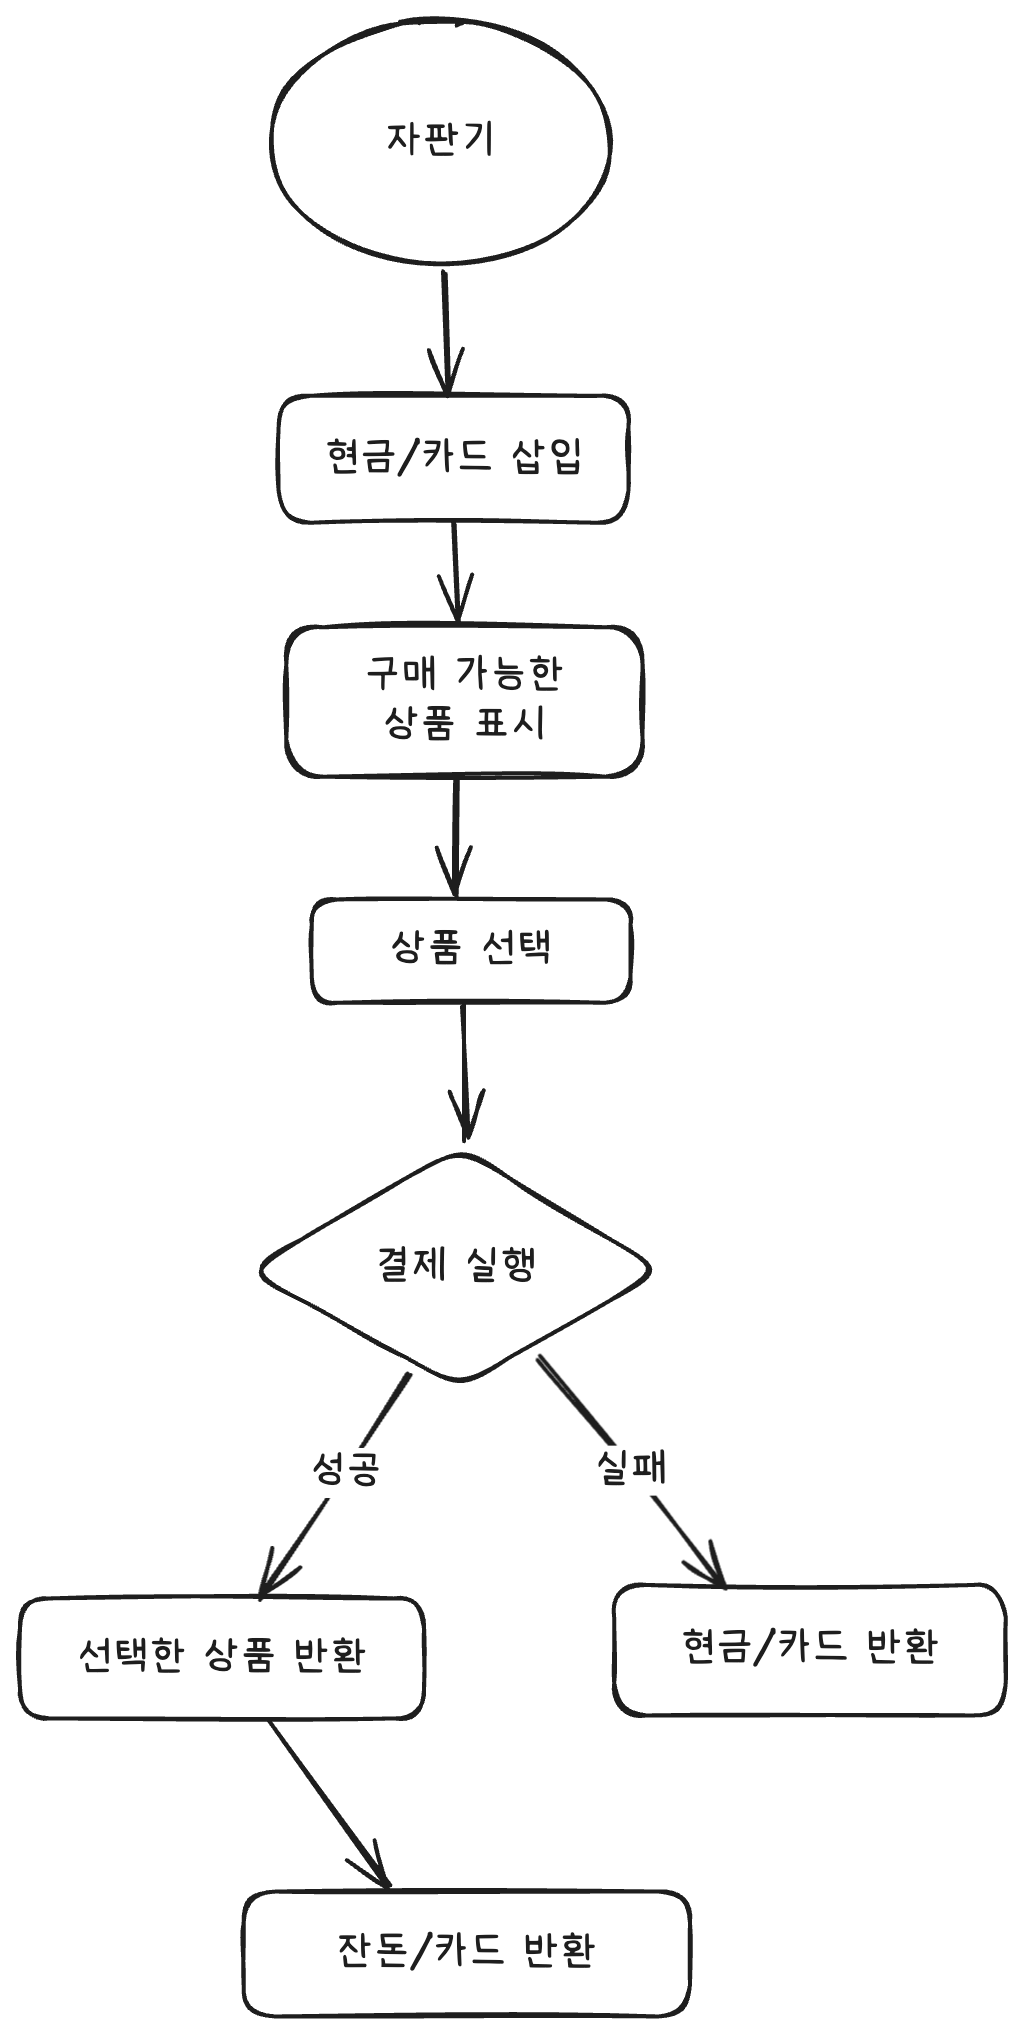 자판기
현금/카드 삽입
구매 가능한
상품 표시
상품 선택
결제 실행
성공
실패
선택한 상품 반환
현금/카드 반환
잔돈/카드 반환